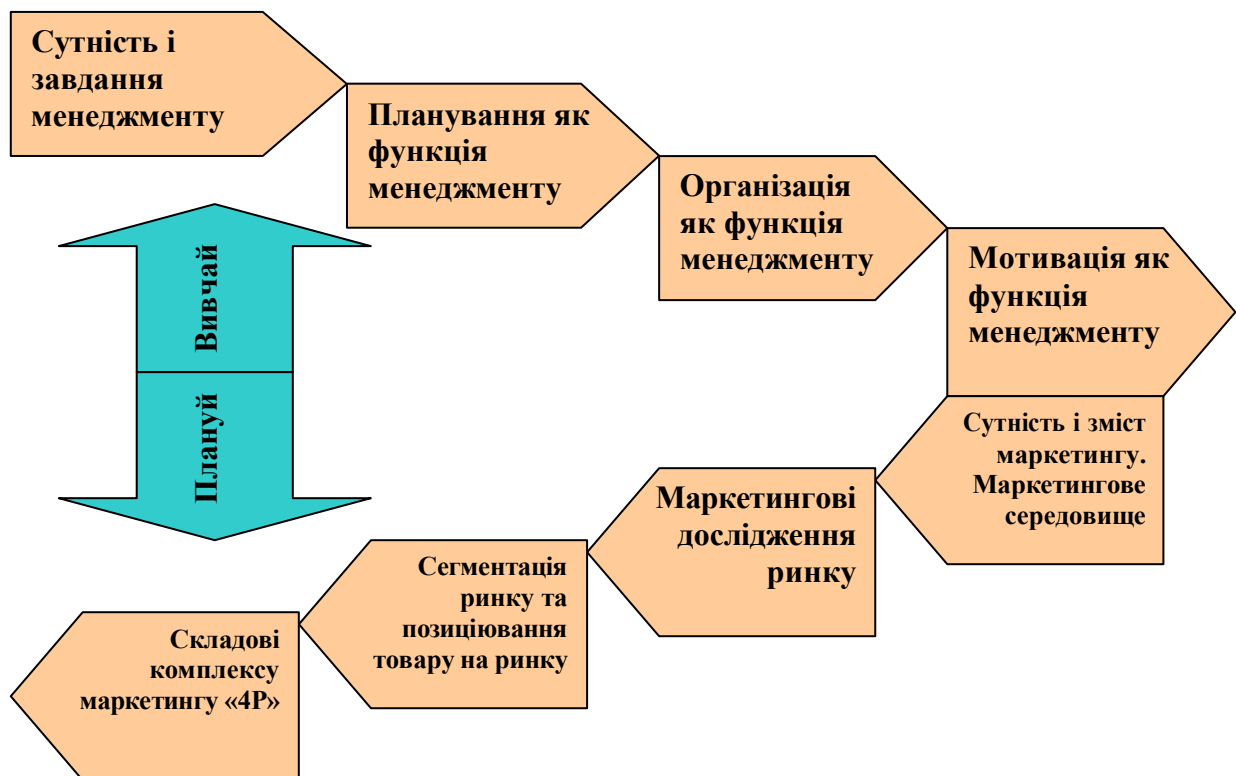 Сутність і
завдання
менеджменту
Планування як
функція
менеджменту
Організація
як функція
менеджменту
Мотивація як
функція
менеджменту
Вивчай
Плануй
Сутність і зміст
маркетингу.
Маркетингове
середовище
Маркетингові
дослідження
ринку
Сегментація
ринку та
позиціювання
товару на ринку
Складові
комплексу
маркетингу «4Р»